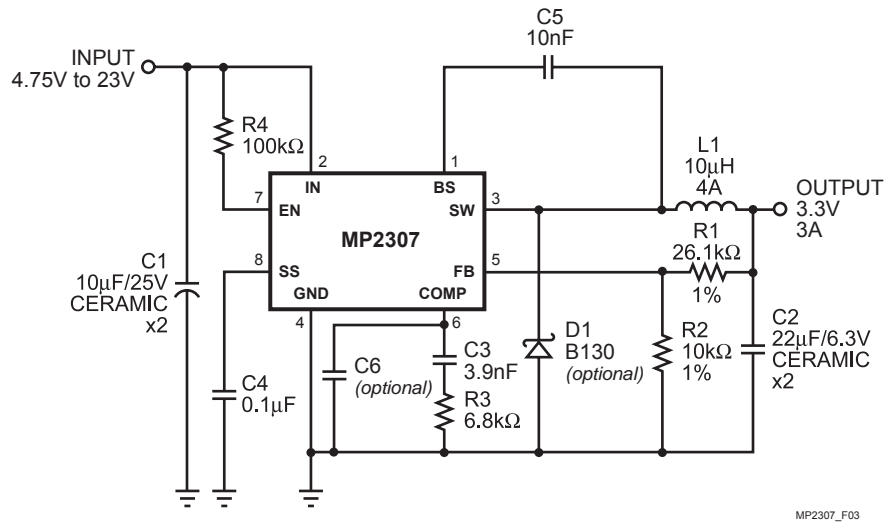 C5
10nF
INPUT
4.75V to 23V
R4
100kΩ
2
1
L1
10μH
4A
IN
BS
7
EN
SW
3
OUTPUT
3.3V
3A
MP2307
R1
26.1kΩ
1%
8
SS
FB
5
C1
10μF/25V
CERAMIC
x2
GND
COMP
4
6
C4
0.1μF
C6
(optional)
C3
3.9nF
R3
6.8kΩ
D1
B130
(optional)
R2
10kΩ
1%
C2
22μF/6.3V
CERAMIC
x2
MP2307_F03